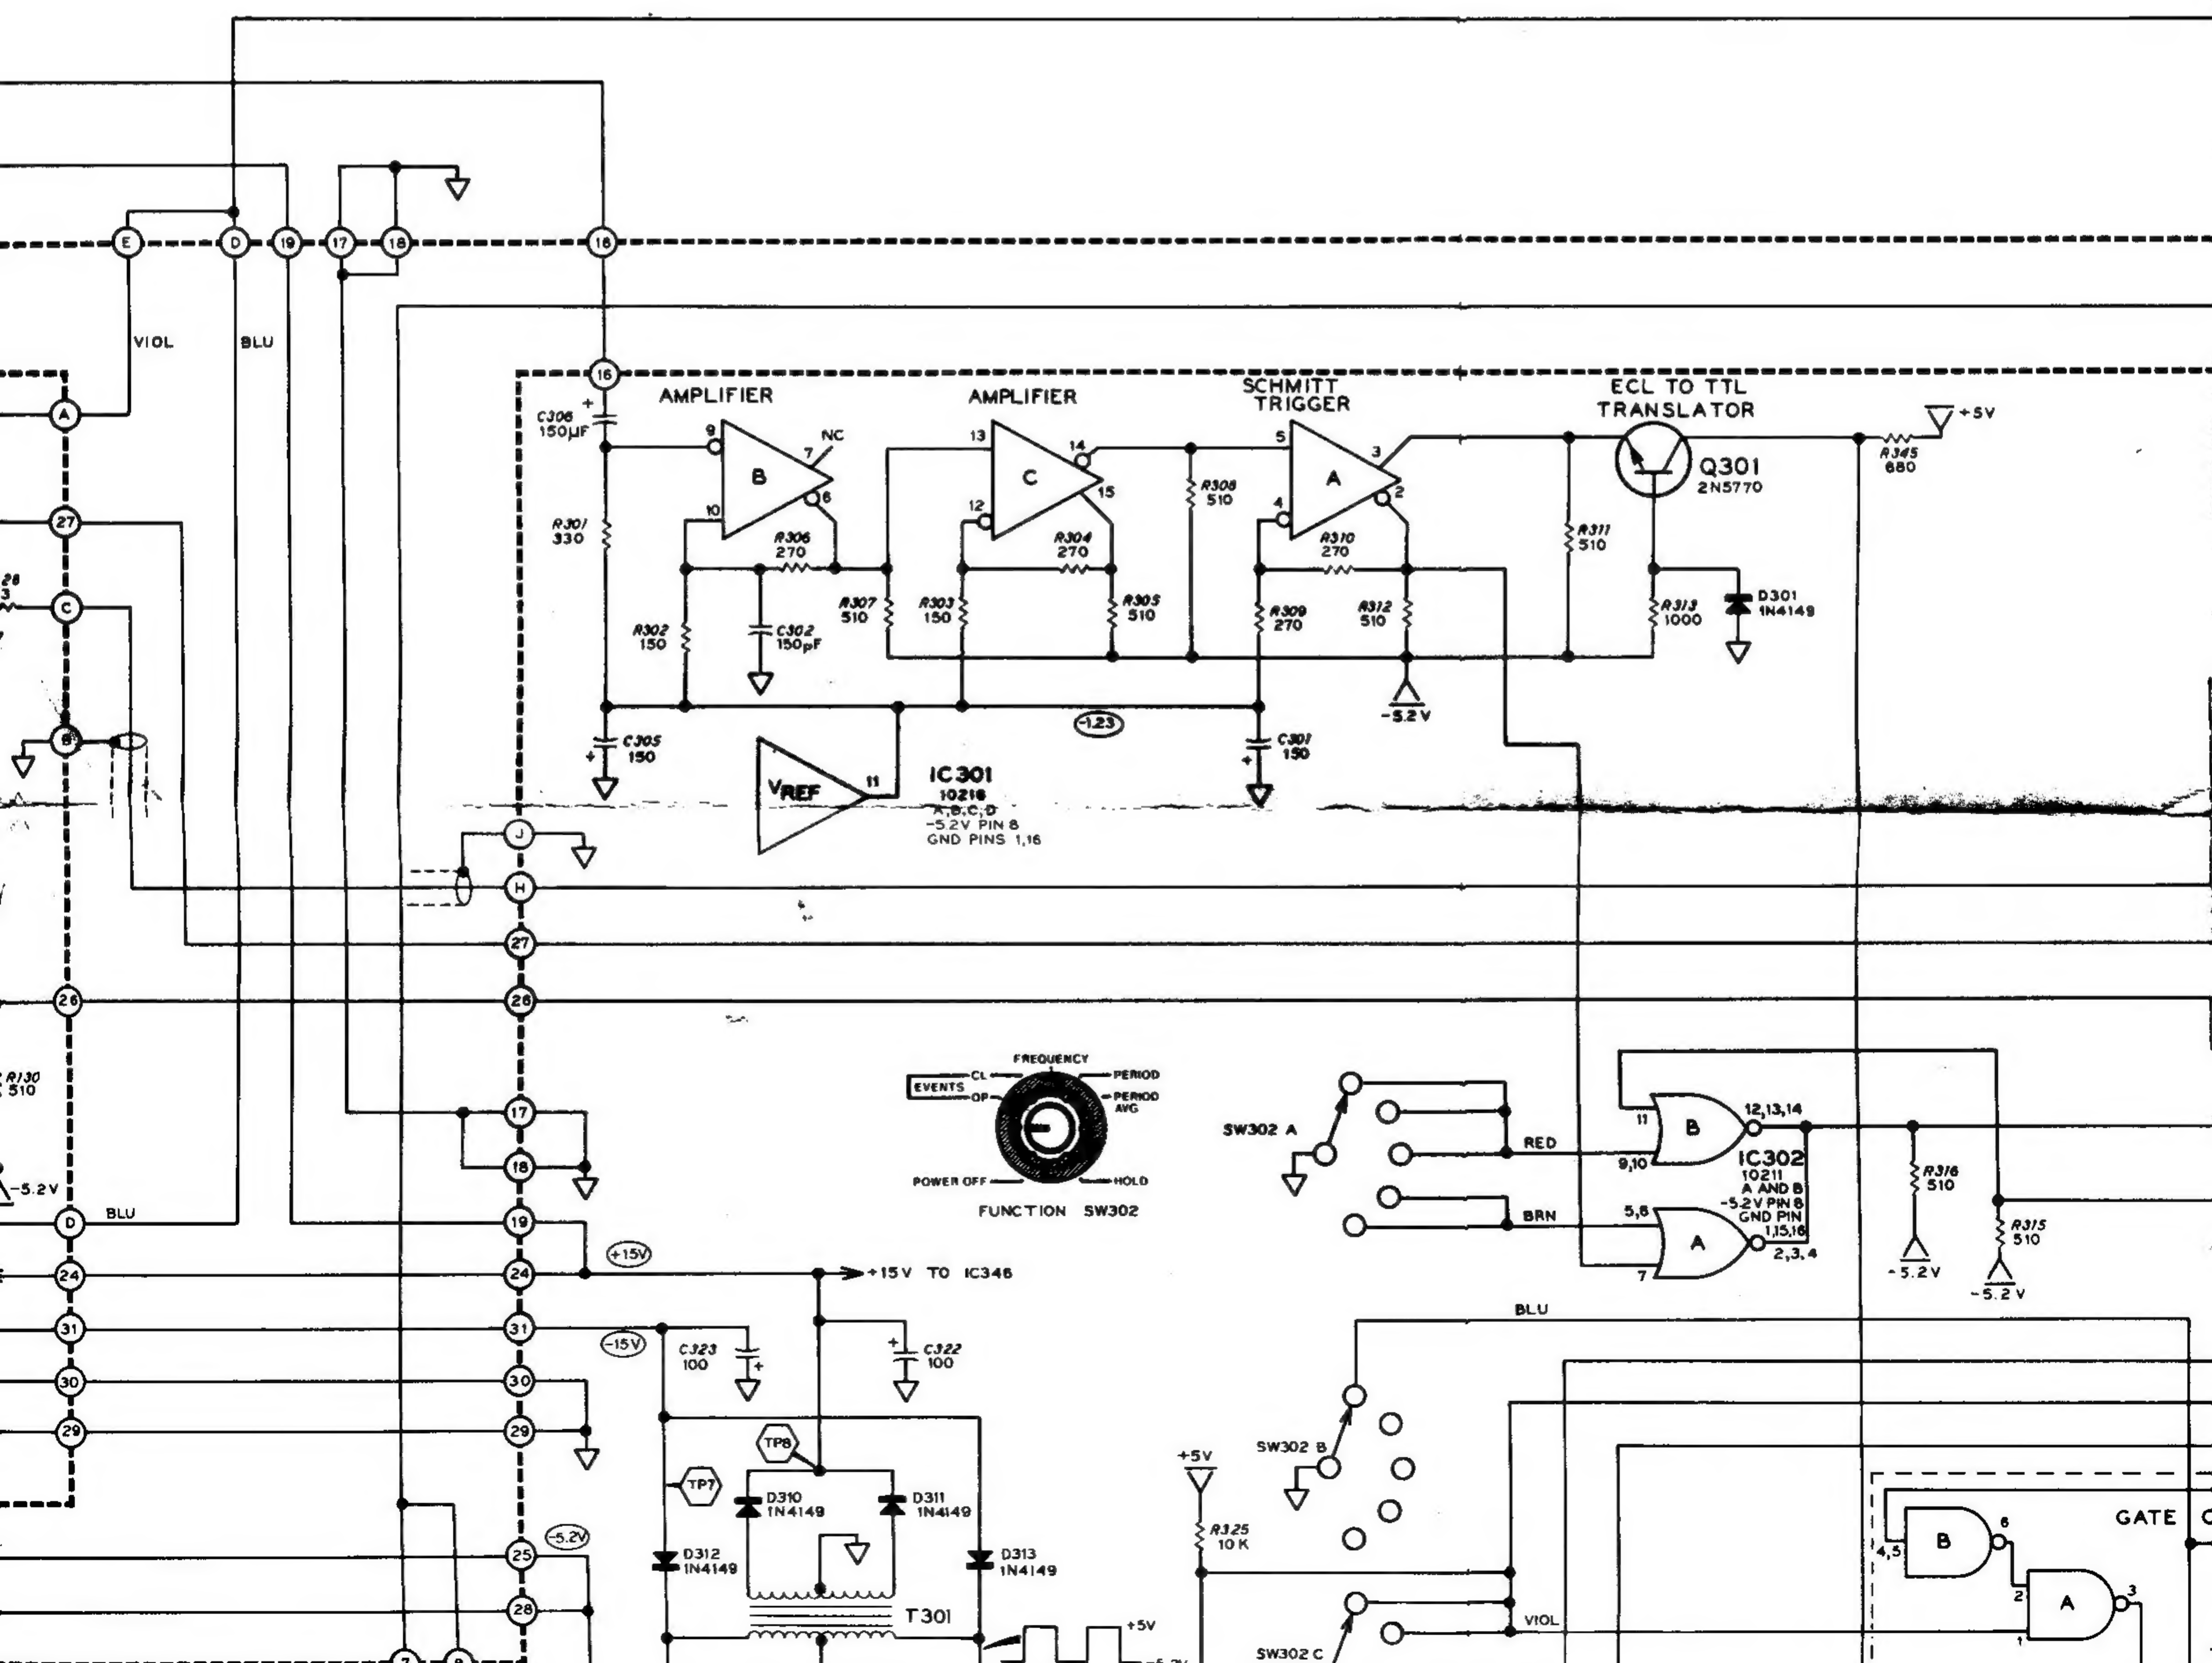 E
D
19
17
18
16
VIOL
BLU
16
AMPLIFIER
AMPLIFIER
SCHMITT
TRIGGER
ECL TO TTL
TRANSLATOR
+5V
A
C306
150µF
+
9
7
NC
B
6
10
13
14
C
15
12
5
3
A
4
2
R308
510
Q301
2N5770
R345
680
27
R301
330
R306
270
R304
270
R310
270
R311
510
28
3
C
R302
150
C302
150pF
R307
510
R303
150
R305
510
R309
270
R312
510
R313
1000
D301
1N4149
-5.2V
-1.23
B
C305
150
+
VREF
11
IC301
10216
A,B,C,D
-5.2V PIN 8
GND PINS 1,16
C301
150
+
J
H
27
26
26
R130
510
FREQUENCY
CL
EVENTS
OP
PERIOD
PERIOD
AVG
POWER OFF
HOLD
FUNCTION SW302
17
18
SW302 A
RED
BRN
11
B
12,13,14
9,10
IC302
10211
A AND B
-5.2V PIN 8
GND PIN
1,15,16
5,6
A
7
2,3,4
R316
510
-5.2V
R315
510
-5.2V
-5.2V
D
BLU
19
24
24
+15V
+15V TO IC346
31
31
-15V
C323
100
+
C322
100
+
30
30
29
29
BLU
TP8
TP7
D310
1N4149
D311
1N4149
D312
1N4149
D313
1N4149
T301
-5.2V
25
28
+5V
R325
10K
SW302 B
SW302 C
VIOL
+5V
-5.2V
GATE
4,5
B
6
2
A
3
1